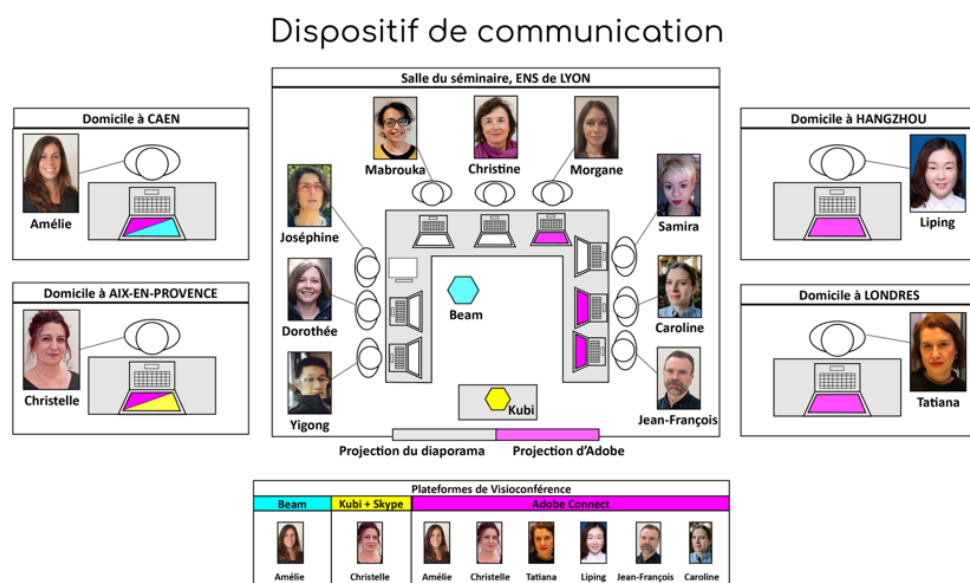 Dispositif de communication
Salle du séminaire, ENS de LYON
Domicile à CAEN
Amélie
Domicile à AIX-EN-PROVENCE
Christelle
Mabrouka
Christine
Morgane
Joséphine
Samira
Dorothée
Beam
Caroline
Yigong
Kubi
Jean-François
Projection du diaporama
Projection d'Adobe
Domicile à HANGZHOU
Liping
Domicile à LONDRES
Tatiana
Plateformes de Visioconférence
Beam
Kubi + Skype
Adobe Connect
Amélie
Christelle
Amélie
Christelle
Tatiana
Liping
Jean-François
Caroline